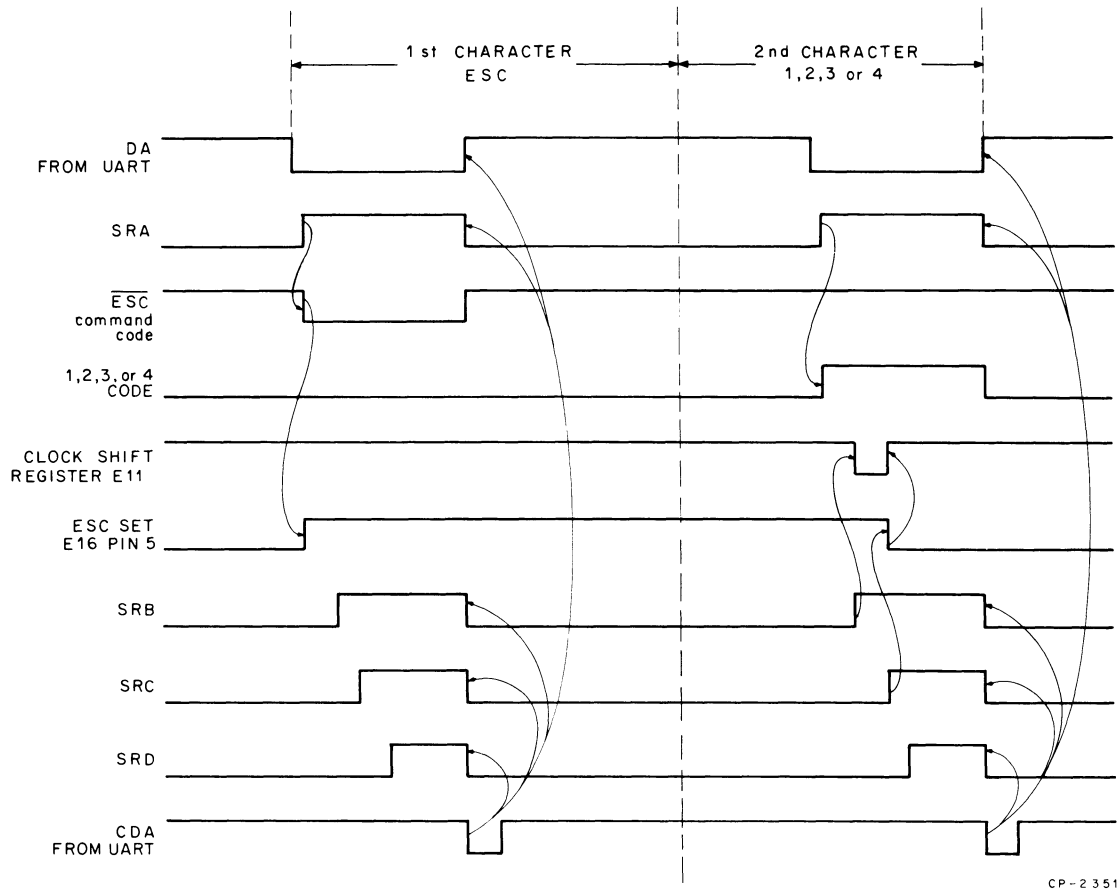 1st CHARACTER
ESC
2nd CHARACTER
1,2,3 or 4
DA
FROM UART
SRA
ESC
command
code
1,2,3, or 4
CODE
CLOCK SHIFT
REGISTER E11
ESC SET
E16 PIN 5
SRB
SRC
SRD
CDA
FROM UART
CP-2351